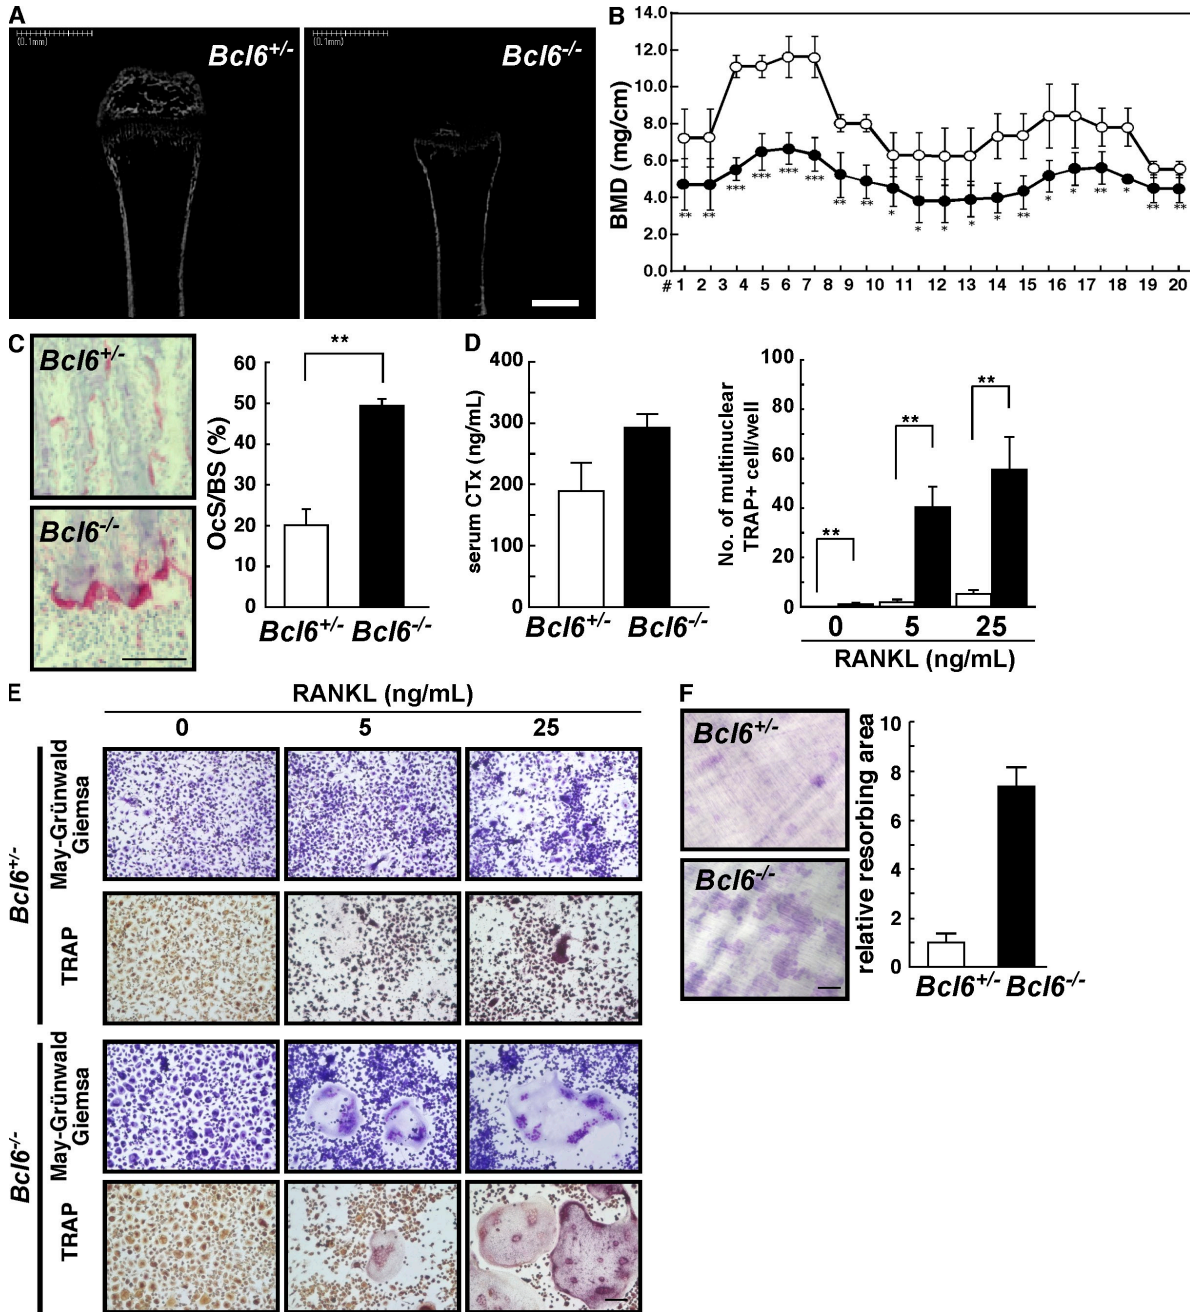 A
(0.1mm)
Bcl6+/-
(0.1mm)
Bcl6-/-
B
BMD (mg/cm)
14.0
12.0
10.0
8.0
6.0
4.0
2.0
0.0
** ** *** *** *** *** ** ** * * * * * ** * * ** * ** **
# 1 2 3 4 5 6 7 8 9 10 11 12 13 14 15 16 17 18 19 20
C
Bcl6+/-
Bcl6-/-
OcS/BS (%)
60
50
40
30
20
10
0
**
Bcl6+/- Bcl6-/-
D
serum CTx (ng/mL)
400
300
200
100
0
Bcl6+/- Bcl6-/-
No. of multinuclear
TRAP+ cell/well
100
80
60
40
20
0
** ** **
0 5 25
RANKL (ng/mL)
E
RANKL (ng/mL)
0 5 25
Bcl6+/-
May-Grünwald
Giemsa
TRAP
Bcl6-/-
May-Grünwald
Giemsa
TRAP
F
Bcl6+/-
Bcl6-/-
relative resorbing area
10
8
6
4
2
0
Bcl6+/- Bcl6-/-